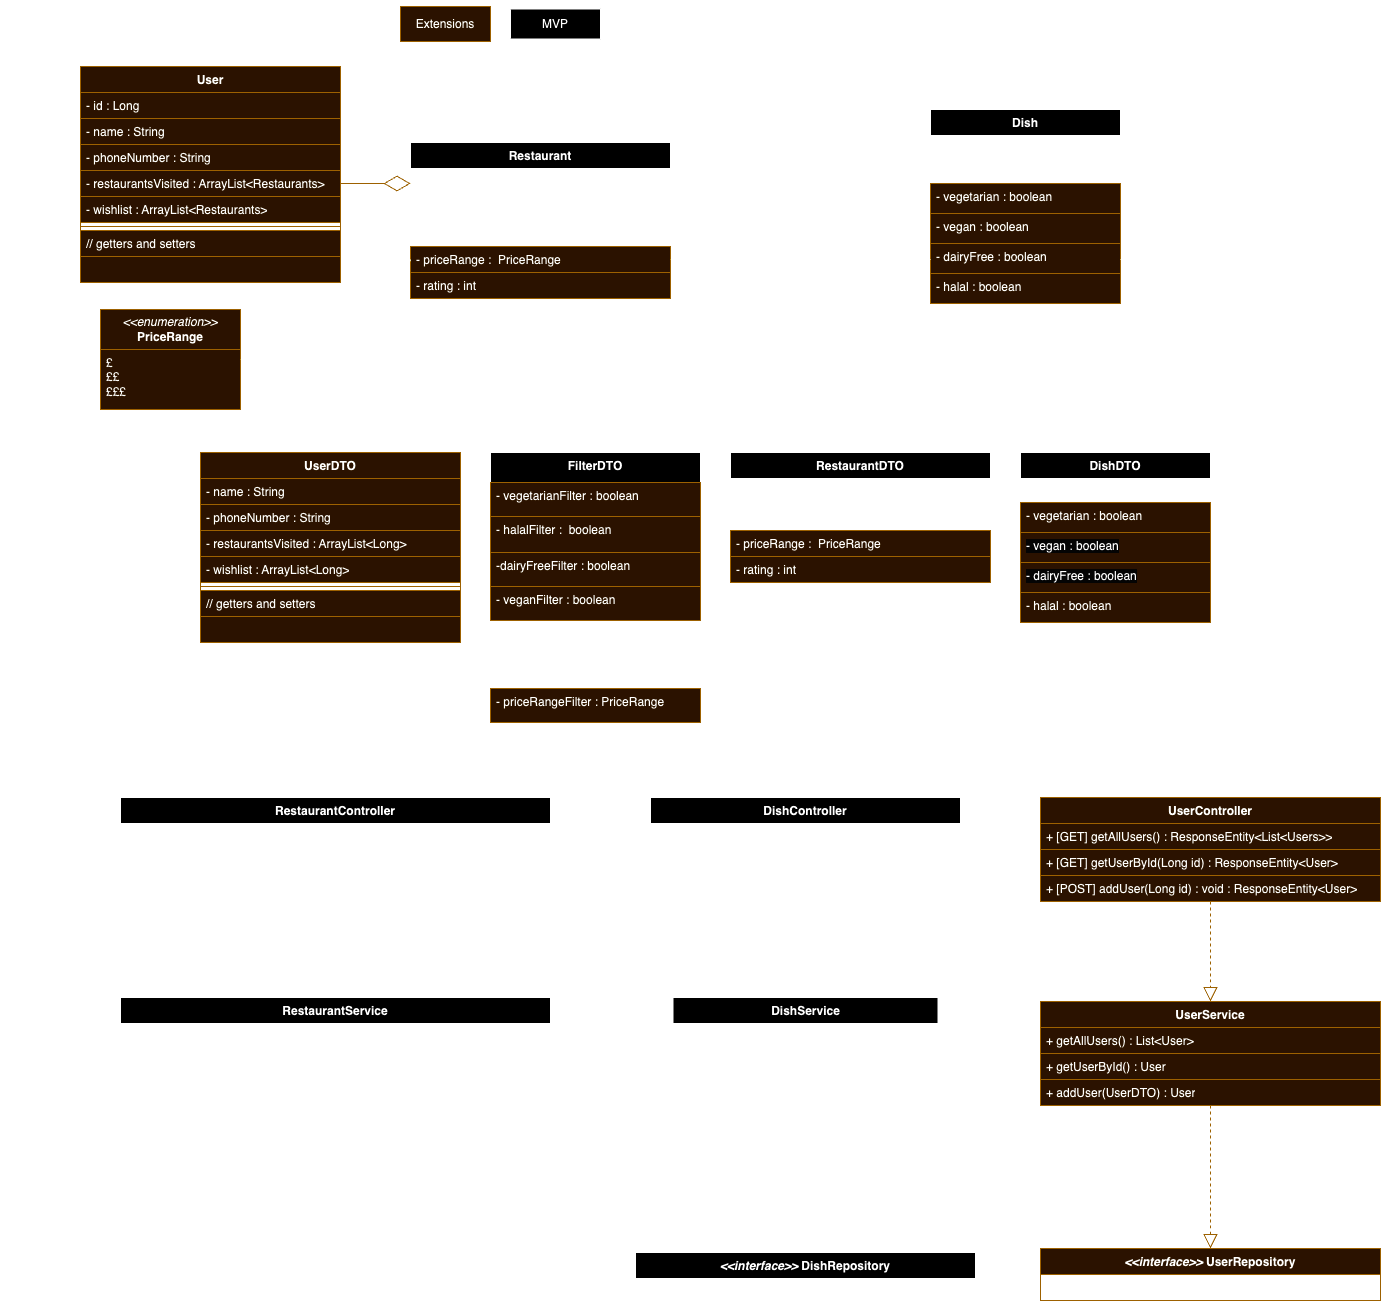 Extensions
MVP
User
- id : Long
- name : String
- phoneNumber : String
- restaurantsVisited : ArrayList<Restaurants>
- wishlist : ArrayList<Restaurants>
// getters and setters
Restaurant
- priceRange :  PriceRange
- rating : int
Dish
- vegetarian : boolean
- vegan : boolean
- dairyFree : boolean
- halal : boolean
<<enumeration>>
PriceRange
£
££
£££
UserDTO
- name : String
- phoneNumber : String
- restaurantsVisited : ArrayList<Long>
- wishlist : ArrayList<Long>
// getters and setters
FilterDTO
- vegetarianFilter : boolean
- halalFilter :  boolean
-dairyFreeFilter : boolean
- veganFilter : boolean
- priceRangeFilter : PriceRange
RestaurantDTO
- priceRange :  PriceRange
- rating : int
DishDTO
- vegetarian : boolean
- vegan : boolean
- dairyFree : boolean
- halal : boolean
RestaurantController
DishController
UserController
+ [GET] getAllUsers() : ResponseEntity<List<Users>>
+ [GET] getUserById(Long id) : ResponseEntity<User>
+ [POST] addUser(Long id) : void : ResponseEntity<User>
RestaurantService
DishService
UserService
+ getAllUsers() : List<User>
+ getUserById() : User
+ addUser(UserDTO) : User
<<interface>> DishRepository
<<interface>> UserRepository